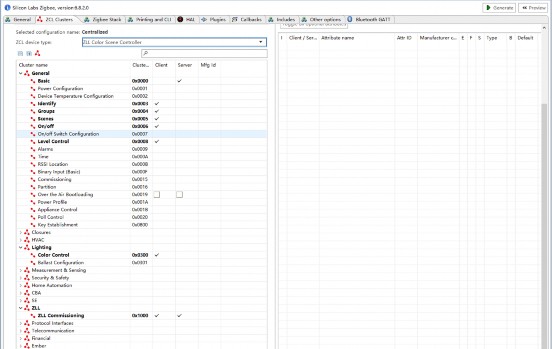 Silicon Labs Zigbee, version:6.8.2.0
Generate
Preview
General
ZCL Clusters
Zigbee Stack
Printing and CLI
HAL
Plugins
Callbacks
Includes
Other options
Bluetooth GATT
Selected configuration name: Centralized
ZCL device type:
ZLL Color Scene Controller
Cluster name Cluste... Client Server Mfg Id
General
Basic 0x0000
Power Configuration 0x0001
Device Temperature Configuration 0x0002
Identify 0x0003
Groups 0x0004
Scenes 0x0005
On/off 0x0006
On/off Switch Configuration 0x0007
Level Control 0x0008
Alarms 0x0009
Time 0x000A
RSSI Location 0x000B
Binary Input (Basic) 0x000F
Commissioning 0x0015
Partition 0x0016
Over the Air Bootloading 0x0019
Power Profile 0x001A
Appliance Control 0x001B
Poll Control 0x0020
Key Establishment 0x0800
Closures
HVAC
Lighting
Color Control 0x0300
Ballast Configuration 0x0301
Measurement & Sensing
Security & Safety
Home Automation
CBA
SE
ZLL
ZLL Commissioning 0x1000
Protocol Interfaces
Telecommunication
Financial
Ember
I Client / Ser... Attribute name Attr ID Manufacturer c... E F S Type B Default